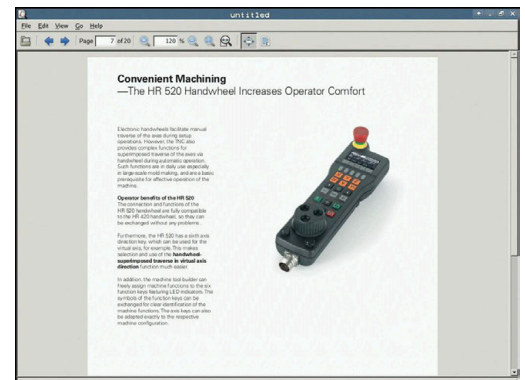 untitled
File Edit View Go Help
Page 7 of 20 120 %
Convenient Machining
—The HR 520 Handwheel Increases Operator Comfort
Electronic handwheels facilitate manual
traverse of the axes during setup
operations. However, the TNC also
provides complex functions for
superimposed traverse of the axes via
handwheel during automatic operation.
Such functions are in daily use especially
in large-scale mold making, and are a basic
prerequisite for effective operation of the
machine.
Operator benefits of the HR 520
The connection and functions of the
HR 520 handwheel are fully compatible
to the HR 420 handwheel, so they can
be exchanged without any problems.
Furthermore, the HR 520 has a sixth axis
direction key, which can be used for the
virtual axis, for example. This makes
selection and use of the handwheel-
superimposed traverse in virtual axis
direction function much easier.
In addition, the machine tool builder can
freely assign machine functions to the six
function keys featuring LED indicators. The
symbols of the function keys can be
exchanged for clear identification of the
machine functions. The axis keys can also
be adapted exactly to the respective
machine configuration.